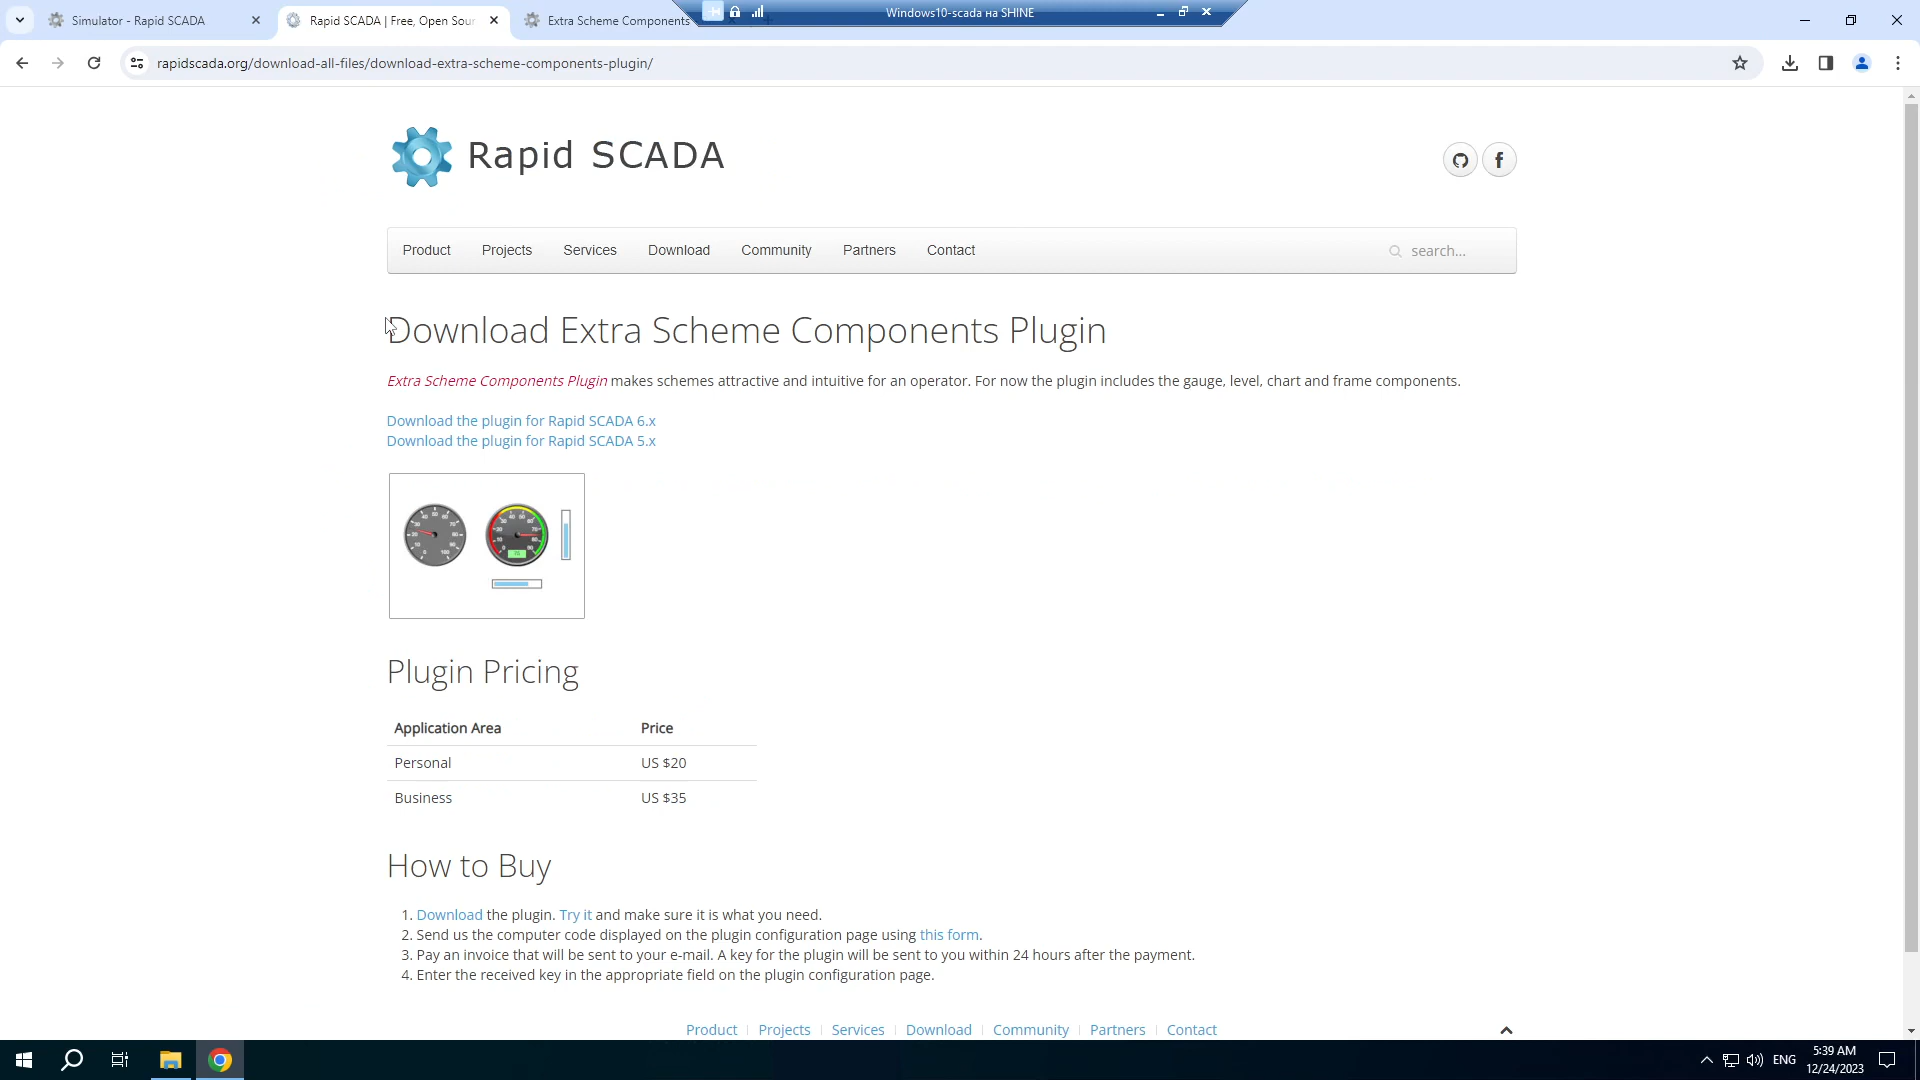 Simulator - Rapid SCADA
Rapid SCADA | Free, Open Sour
Extra Scheme Components
Windows10-scada на SHINE
rapidscada.org/download-all-files/download-extra-scheme-components-plugin/
Rapid SCADA
Product Projects Services Download Community Partners Contact search...
Download Extra Scheme Components Plugin
Extra Scheme Components Plugin makes schemes attractive and intuitive for an operator. For now the plugin includes the gauge, level, chart and frame components.
Download the plugin for Rapid SCADA 6.x
Download the plugin for Rapid SCADA 5.x
Plugin Pricing
Application Area Price
Personal US $20
Business US $35
How to Buy
1. Download the plugin. Try it and make sure it is what you need.
2. Send us the computer code displayed on the plugin configuration page using this form.
3. Pay an invoice that will be sent to your e-mail. A key for the plugin will be sent to you within 24 hours after the payment.
4. Enter the received key in the appropriate field on the plugin configuration page.
Product Projects Services Download Community Partners Contact
ENG
5:39 AM
12/24/2023